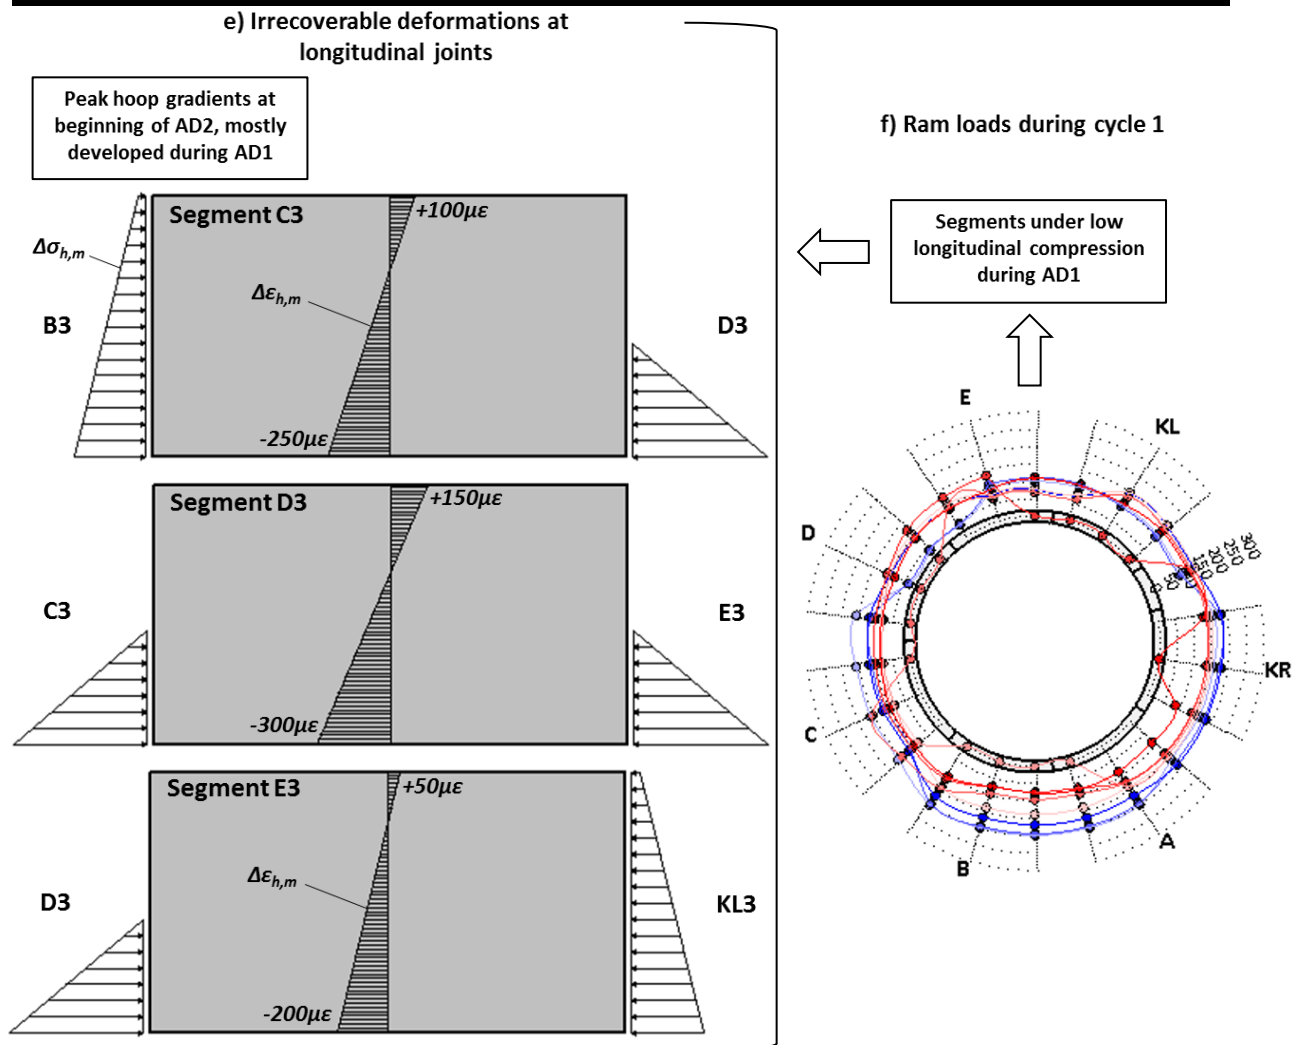 e) Irrecoverable deformations at
longitudinal joints
Peak hoop gradients at
beginning of AD2, mostly
developed during AD1
Segment C3
+100με
Δσh,m
Δεh,m
B3
D3
-250με
Segment D3
+150με
C3
E3
-300με
Segment E3
+50με
Δεh,m
D3
KL3
-200με
f) Ram loads during cycle 1
Segments under low
longitudinal compression
during AD1
E
KL
D
0
50
150
200
250
300
KR
C
A
B